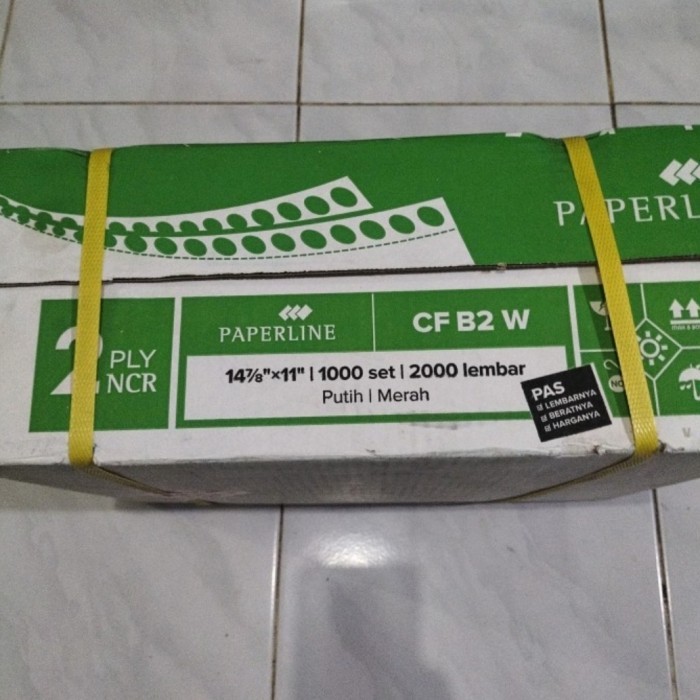 PAPERLINE
2 PLY
NCR
PAPERLINE
CF B2 W
14⅞"×11" | 1000 set | 2000 lembar
Putih | Merah
PAS
LEMBARNYA
BERATNYA
HARGANYA